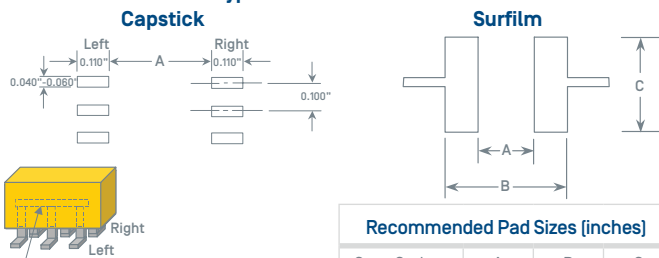 Capstick
Surfilm
Left
Right
0.110"
A
0.110"
0.040"-0.060"
0.100"
C
A
B
Right
Left
Recommended Pad Sizes (inches)